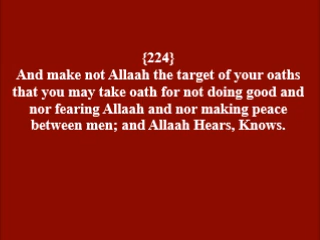 {224}
And make not Allaah the target of your oaths
that you may take oath for not doing good and
nor fearing Allaah and nor making peace
between men; and Allaah Hears, Knows.